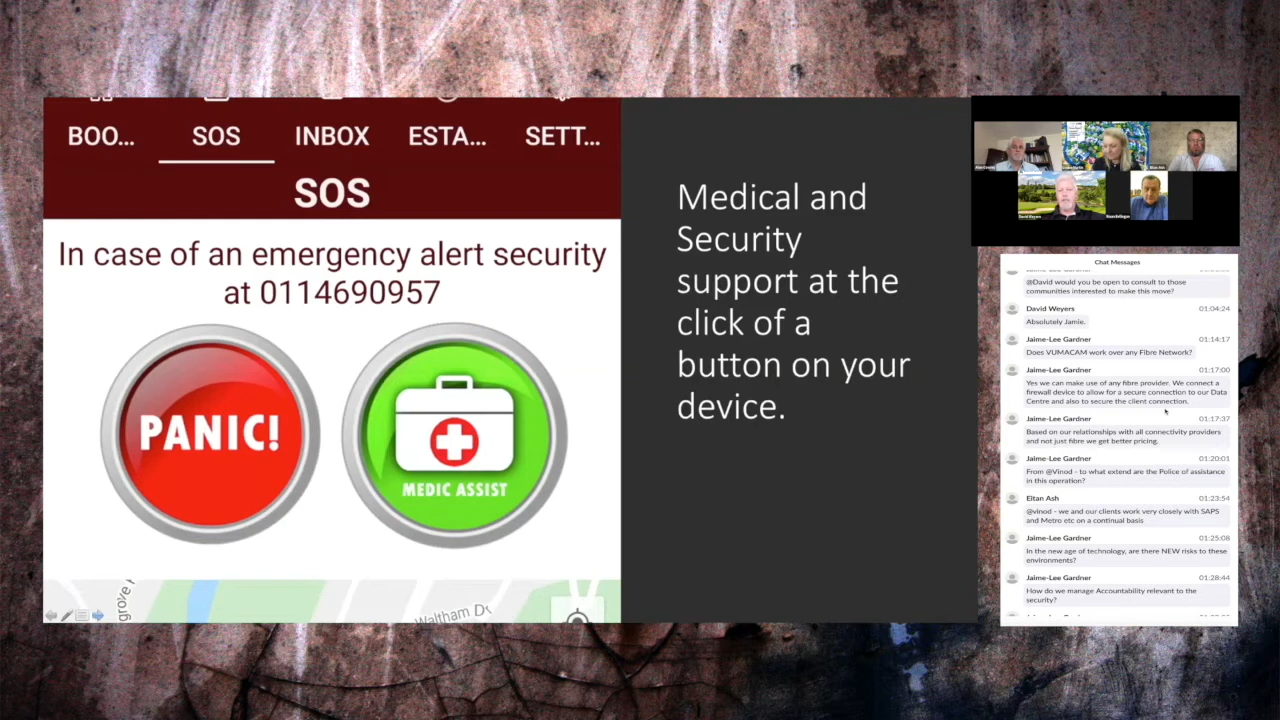 BOO...
SOS
INBOX
ESTA...
SETT...
SOS
In case of an emergency alert security
at 0114690957
PANIC!
MEDIC ASSIST
grove
Waltham
Medical and
Security
support at the
click of a
button on your
device.
David Weyers
Chat Messages
@David would you be open to consult to those
communities interested to make this move?
David Weyers 01:04:24
Absolutely Jamie.
Jaime-Lee Gardner 01:14:17
Does VUMACAM work over any Fibre Network?
Jaime-Lee Gardner 01:17:00
Yes we can make use of any fibre provider. We connect a
firewall device to allow for a secure connection to our Data
Centre and also to secure the client connection.
Jaime-Lee Gardner 01:17:37
Based on our relationships with all connectivity providers
and not just fibre we get better pricing.
Jaime-Lee Gardner 01:20:01
From @Vinod - to what extend are the Police of assistance
in this operation?
Eitan Ash 01:23:54
@vinod - we and our clients work very closely with SAPS
and Metro etc on a continual basis
Jaime-Lee Gardner 01:25:08
In the new age of technology, are there NEW risks to these
environments?
Jaime-Lee Gardner 01:28:44
How do we manage Accountability relevant to the
security?